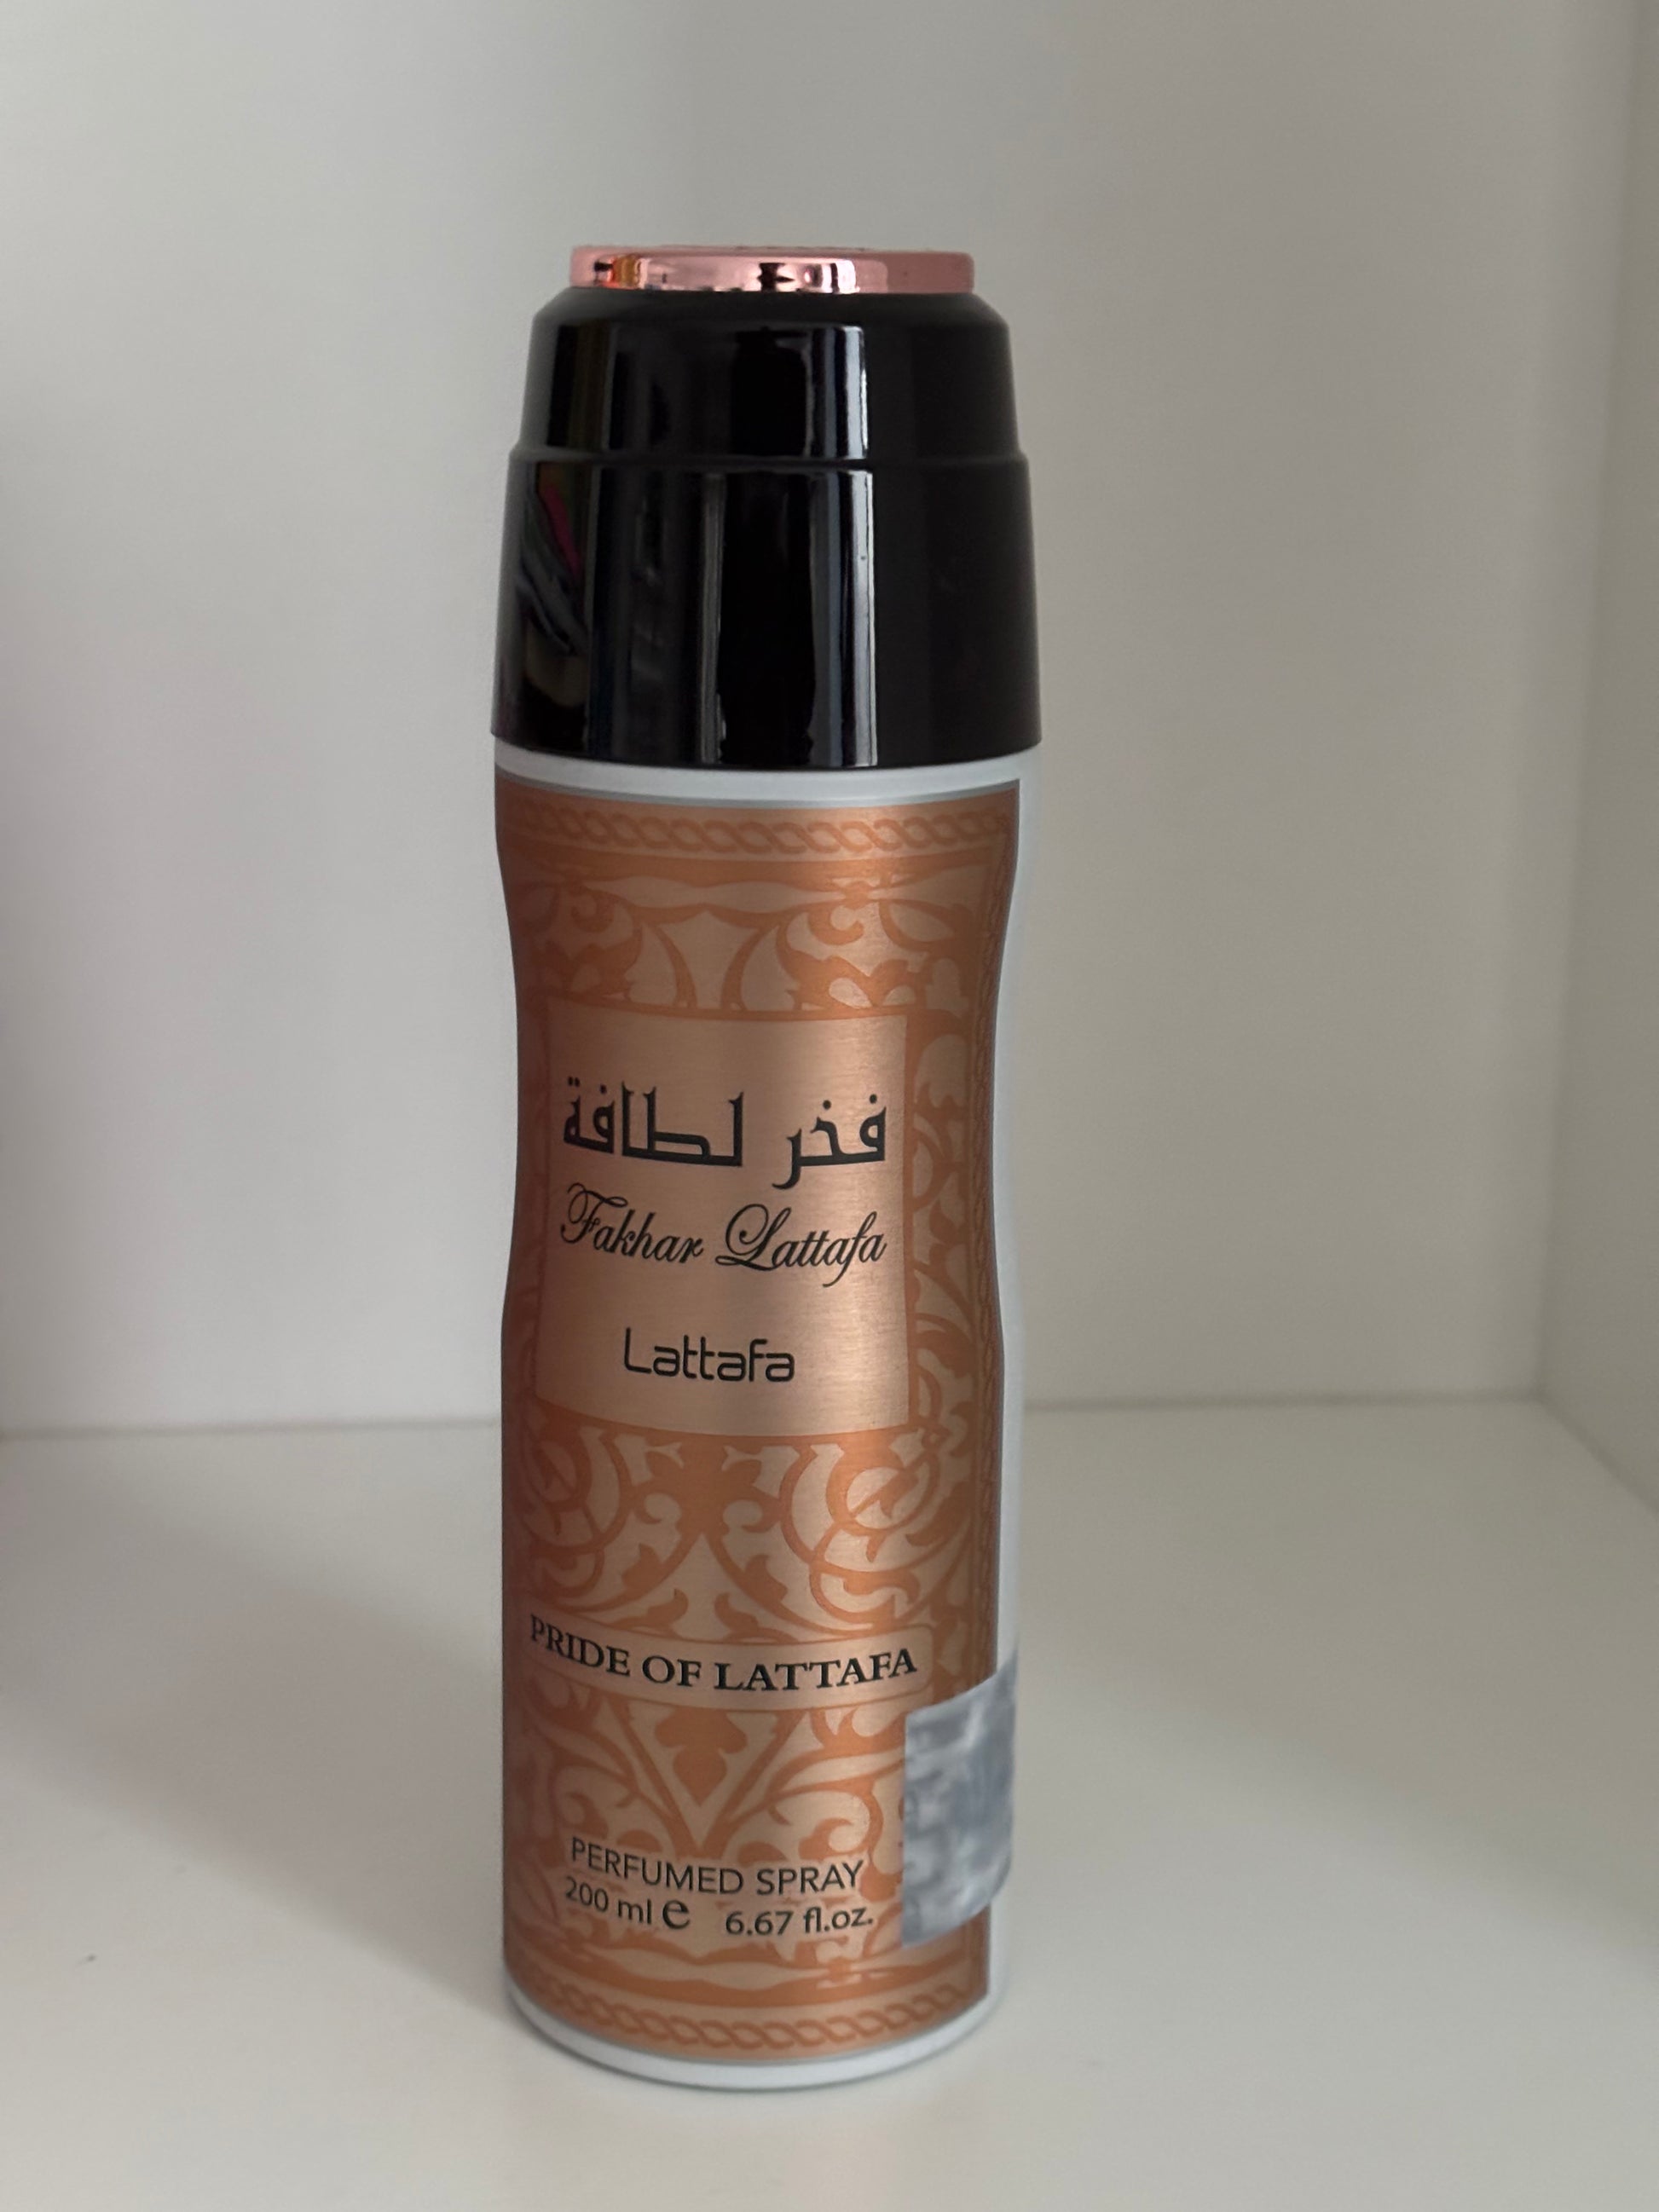 فخر لطافة
Fakhar Lattafa
Lattafa
PRIDE OF LATTAFA
PERFUMED SPRAY
200 ml e 6.67 fl.oz.